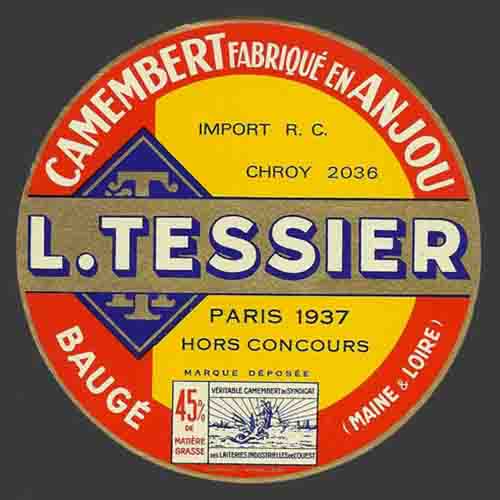 CAMEMBERT FABRIQUÉ EN ANJOU
IMPORT R. C.
CHROY 2036
L.TESSIER
PARIS 1937
HORS CONCOURS
MARQUE DÉPOSÉE
BAUGÉ
(MAINE & LOIRE)
45%
DE
MATIÈRE
GRASSE
VÉRITABLE CAMEMBERT DU SYNDICAT
DES LAITERIES INDUSTRIELLES DE L'OUEST